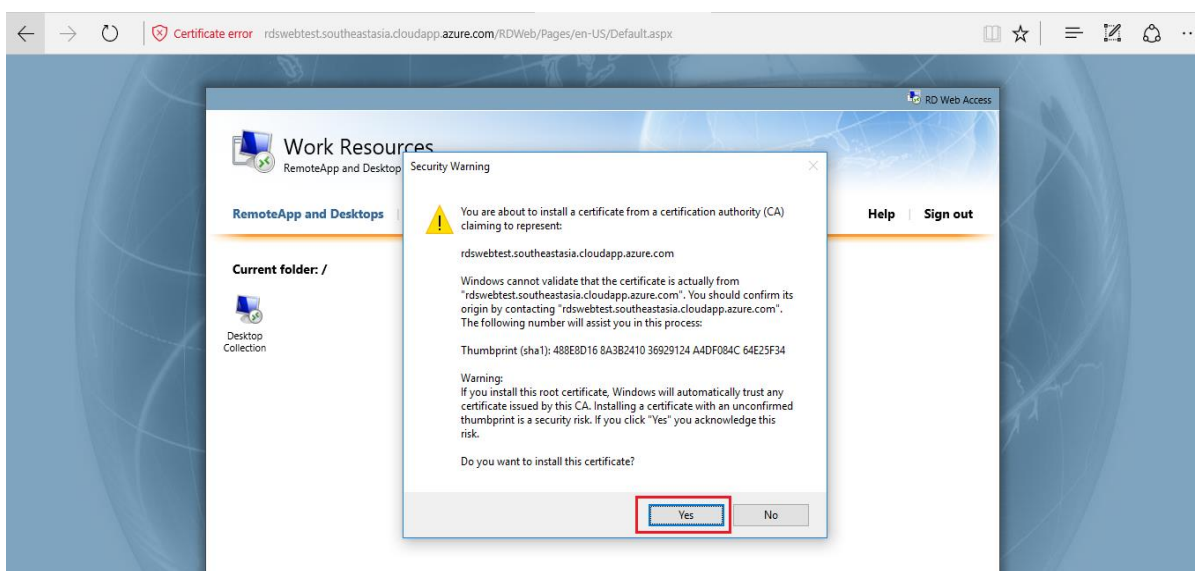 Certificate error rdswebtest.southeastasia.cloudapp.azure.com/RDWeb/Pages/en-US/Default.aspx
RD Web Access
Work Resources
RemoteApp and Desktop
RemoteApp and Desktops
Help | Sign out
Current folder: /
Desktop
Collection
Security Warning
You are about to install a certificate from a certification authority (CA)
claiming to represent:
rdswebtest.southeastasia.cloudapp.azure.com
Windows cannot validate that the certificate is actually from
"rdswebtest.southeastasia.cloudapp.azure.com". You should confirm its
origin by contacting "rdswebtest.southeastasia.cloudapp.azure.com".
The following number will assist you in this process:
Thumbprint (sha1): 488E8D16 8A3B2410 36929124 A4DF084C 64E25F34
Warning:
If you install this root certificate, Windows will automatically trust any
certificate issued by this CA. Installing a certificate with an unconfirmed
thumbprint is a security risk. If you click "Yes" you acknowledge this
risk.
Do you want to install this certificate?
Yes
No